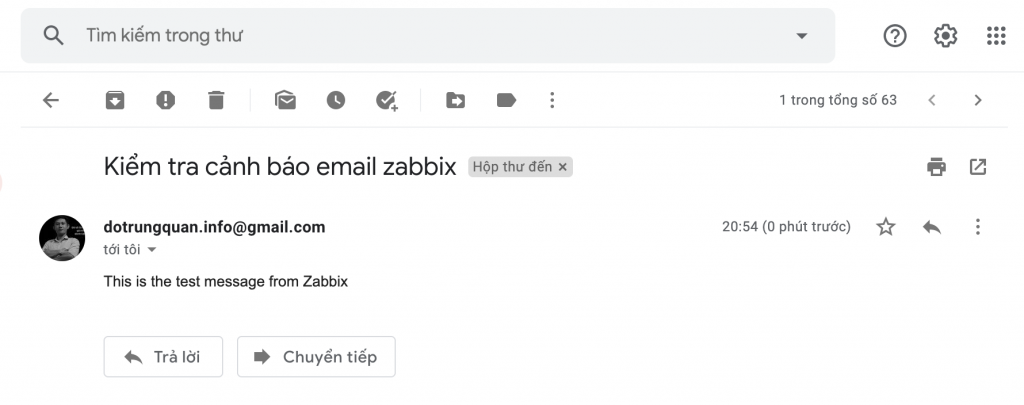 Tìm kiếm trong thư
1 trong tổng số 63
Kiểm tra cảnh báo email zabbix Hộp thư đến ×
dotrungquan.info@gmail.com 20:54 (0 phút trước)
tới tôi
This is the test message from Zabbix
Trả lời Chuyển tiếp